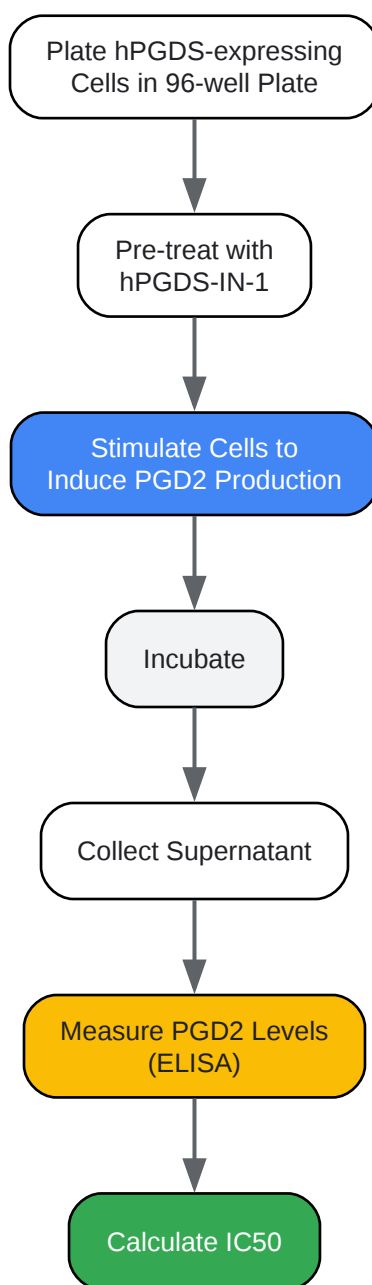 Plate hPGDS-expressing
Cells in 96-well Plate
Pre-treat with
hPGDS-IN-1
Stimulate Cells to
Induce PGD2 Production
Incubate
Collect Supernatant
Measure PGD2 Levels
(ELISA)
Calculate IC50